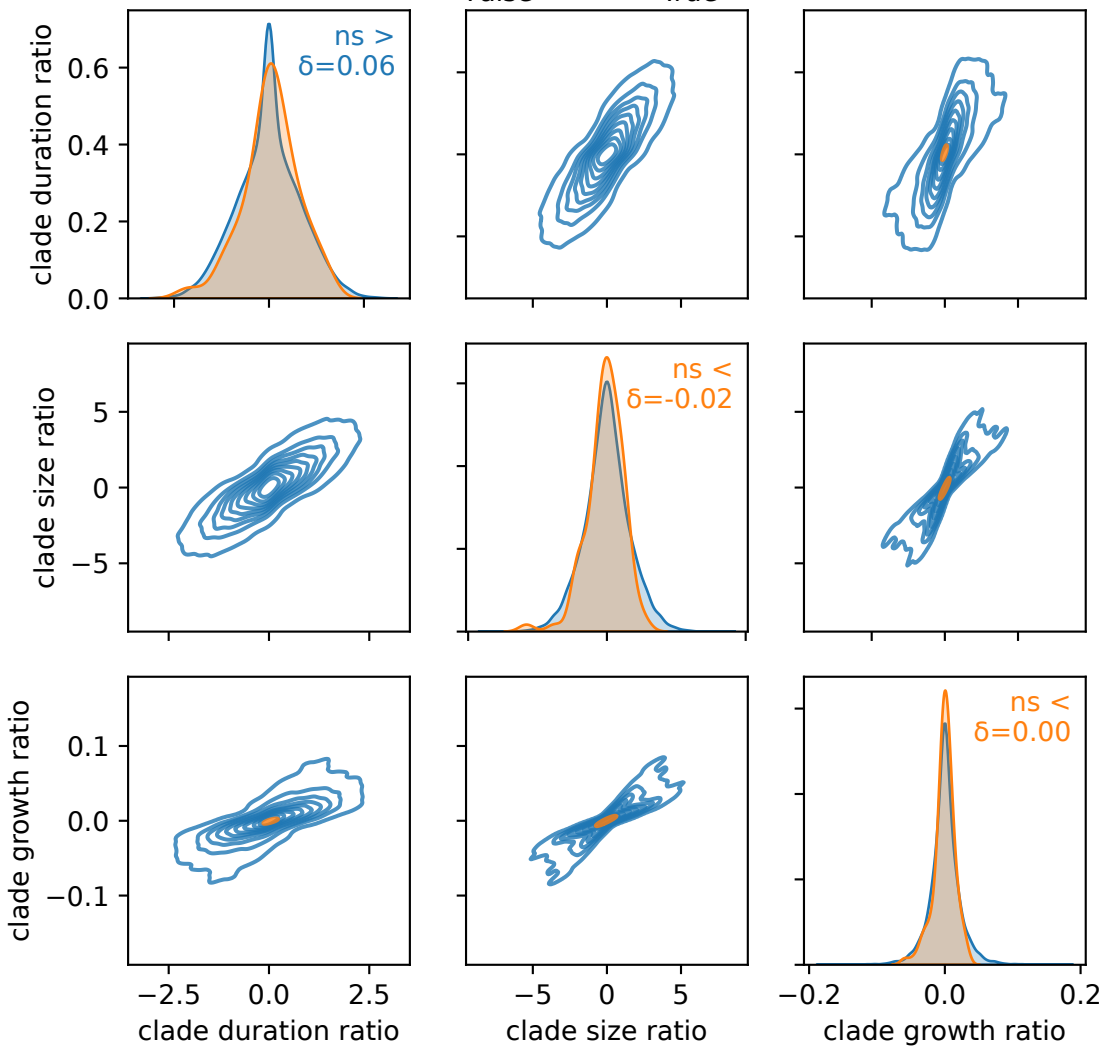 clade duration ratio
0.6
0.4
0.2
0.0
ns >
δ=0.06
clade size ratio
5
0
−5
ns <
δ=-0.02
clade growth ratio
0.1
0.0
−0.1
ns <
δ=0.00
−2.5 0.0 2.5
−5 0 5
−0.2 0.0 0.2
clade duration ratio
clade size ratio
clade growth ratio